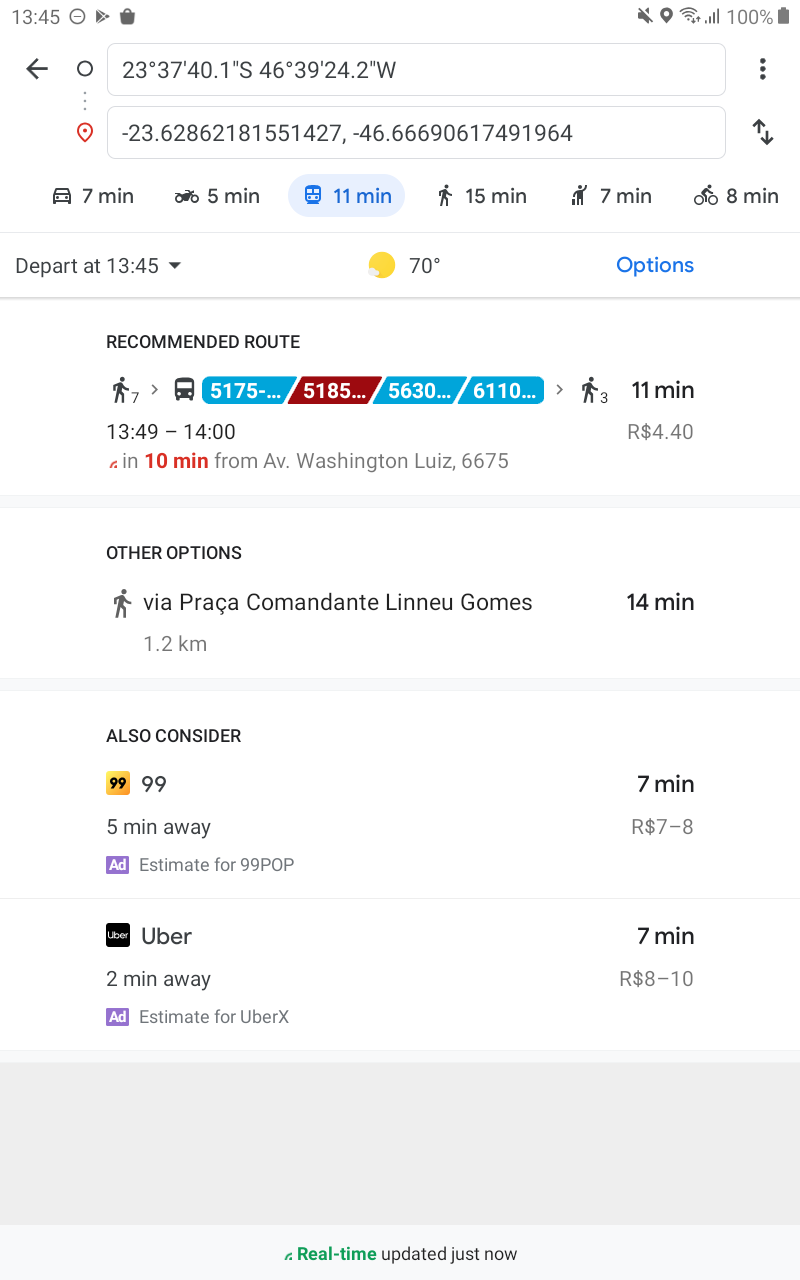 13:45 100%
23°37'40.1"S 46°39'24.2"W
-23.62862181551427, -46.66690617491964
7 min 5 min 11 min 15 min 7 min 8 min
Depart at 13:45 70° Options
RECOMMENDED ROUTE
7 5175-... 5185... 5630... 6110... 3 11 min
13:49 – 14:00 R$4.40
in 10 min from Av. Washington Luiz, 6675
OTHER OPTIONS
via Praça Comandante Linneu Gomes 14 min
1.2 km
ALSO CONSIDER
99 99 7 min
5 min away R$7–8
Ad Estimate for 99POP
Uber Uber 7 min
2 min away R$8–10
Ad Estimate for UberX
Real-time updated just now